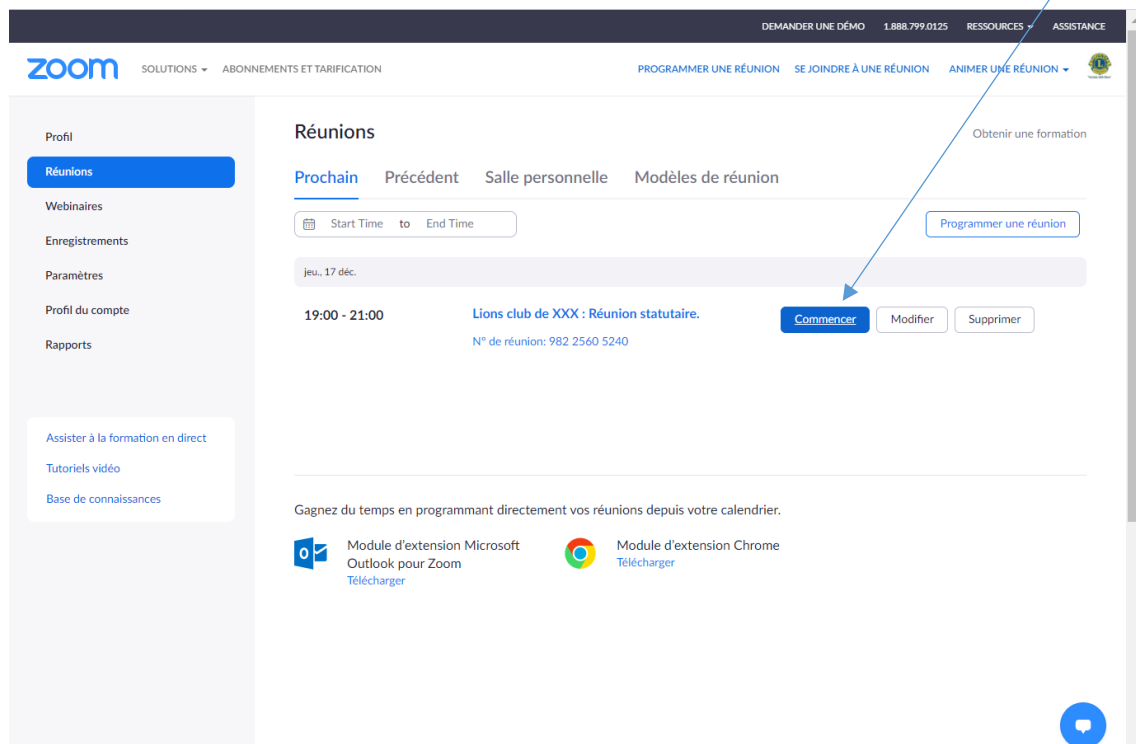 DEMANDER UNE DÉMO 1.888.799.0125 RESSOURCES ASSISTANCE
zoom SOLUTIONS ABONNEMENTS ET TARIFICATION PROGRAMMER UNE RÉUNION SE JOINDRE À UNE RÉUNION ANIMER UNE RÉUNION
Profil
Réunions
Webinaires
Enregistrements
Paramètres
Profil du compte
Rapports
Assister à la formation en direct
Tutoriels vidéo
Base de connaissances
Réunions
Obtenir une formation
Prochain Précédent Salle personnelle Modèles de réunion
Start Time to End Time
Programmer une réunion
jeu., 17 déc.
19:00 - 21:00 Lions club de XXX : Réunion statutaire. Commencer Modifier Supprimer
N° de réunion: 982 2560 5240
Gagnez du temps en programmant directement vos réunions depuis votre calendrier.
Module d'extension Microsoft
Outlook pour Zoom
Télécharger
Module d'extension Chrome
Télécharger